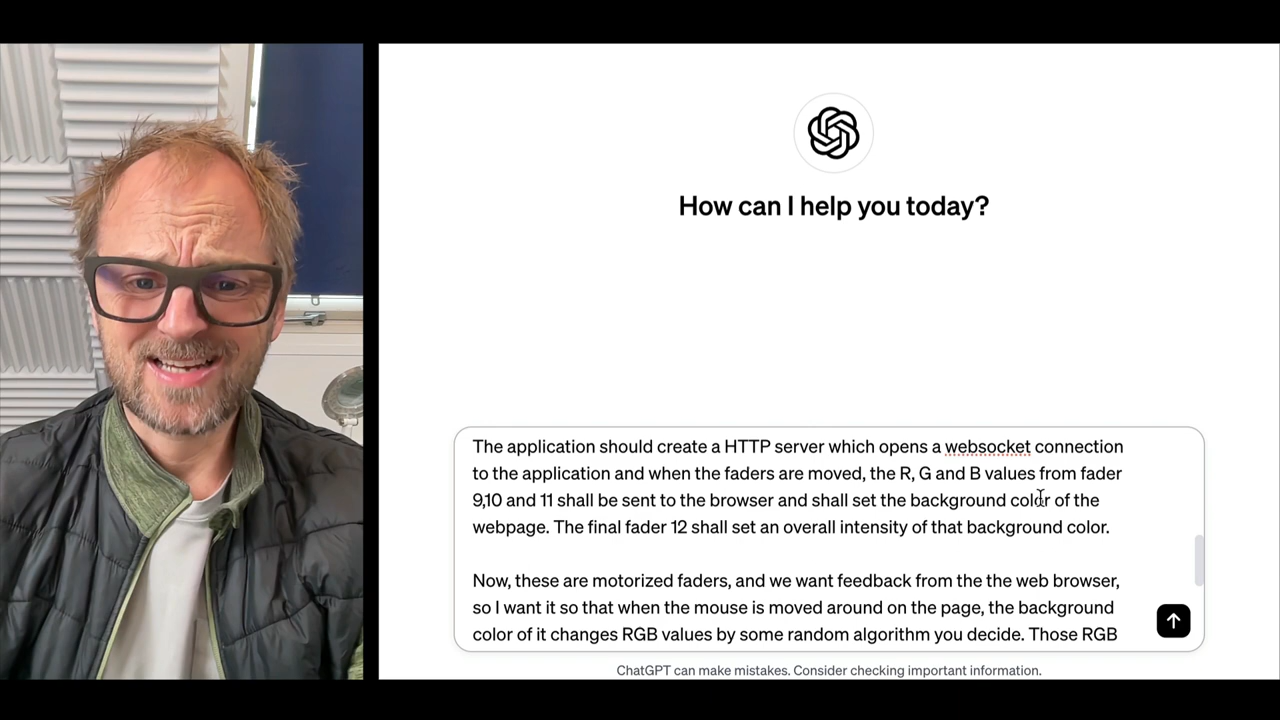 How can I help you today?
The application should create a HTTP server which opens a websocket connection
to the application and when the faders are moved, the R, G and B values from fader
9,10 and 11 shall be sent to the browser and shall set the background color of the
webpage. The final fader 12 shall set an overall intensity of that background color.
Now, these are motorized faders, and we want feedback from the the web browser,
so I want it so that when the mouse is moved around on the page, the background
color of it changes RGB values by some random algorithm you decide. Those RGB
ChatGPT can make mistakes. Consider checking important information.